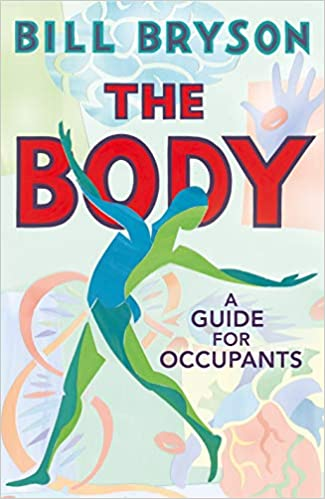 BILL BRYSON
THE
BODY
A
GUIDE
FOR
OCCUPANTS